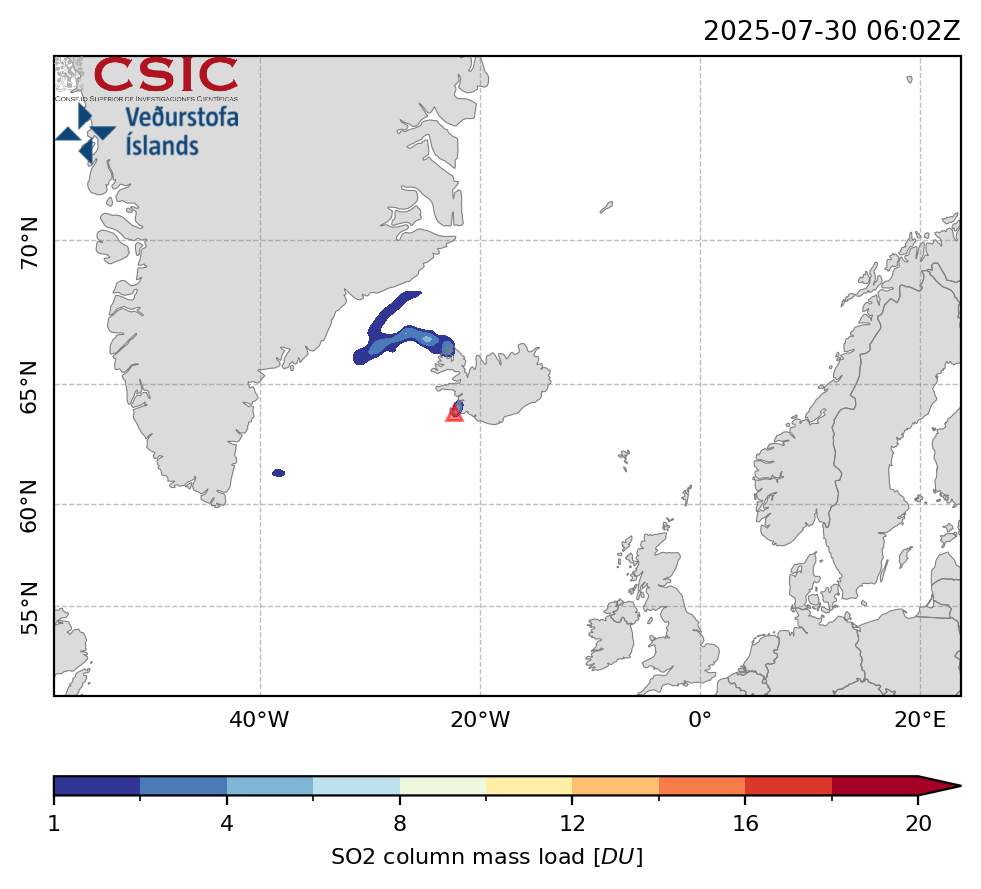 2025-07-30 06:02Z
CSIC
CONSEJO SUPERIOR DE INVESTIGACIONES CIENTÍFICAS
Veðurstofa
Íslands
70°N
65°N
60°N
55°N
40°W 20°W 0° 20°E
1 4 8 12 16 20
SO2 column mass load [DU]